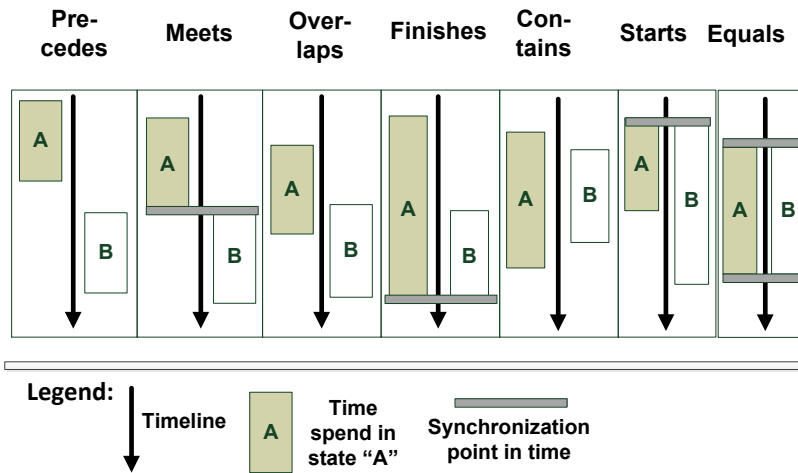 Pre-
cedes
Meets
Over-
laps
Finishes
Con-
tains
Starts
Equals
A
B
A
B
A
B
A
B
A
B
A
B
A
B
Legend:
Timeline
A
Time
spend in
state “A”
Synchronization
point in time